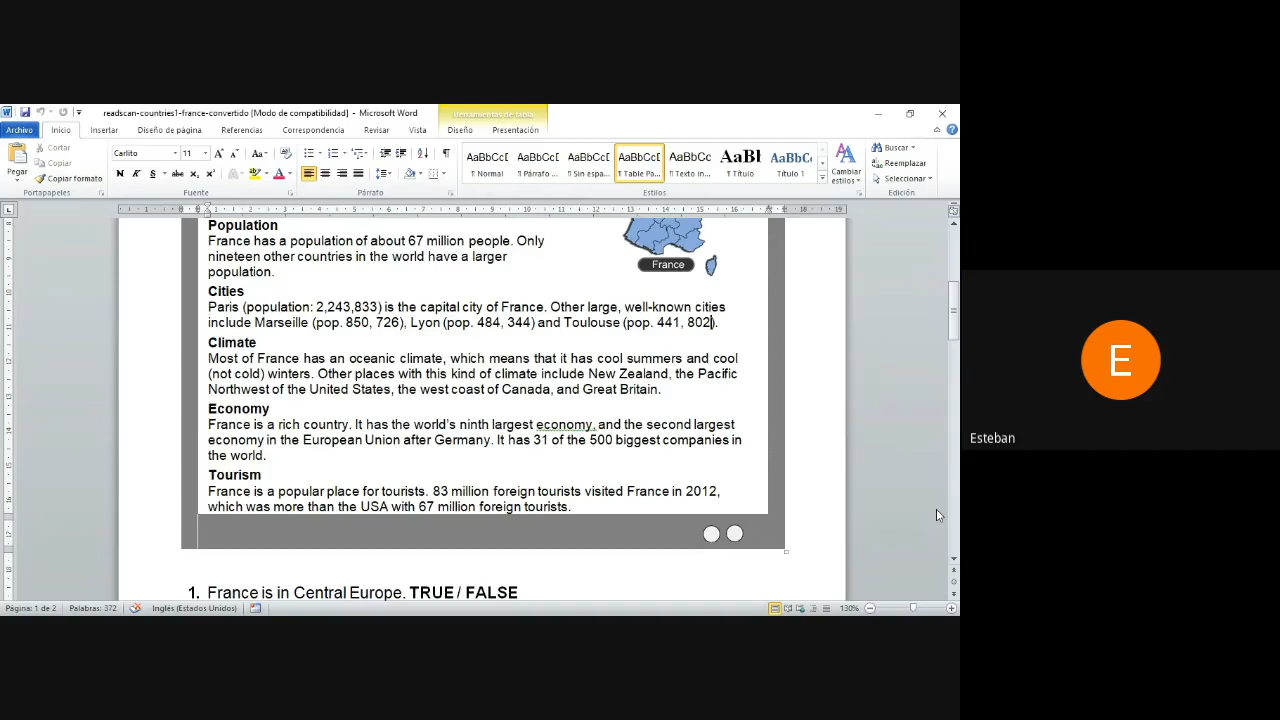 readscan-countries1-france-convertido [Modo de compatibilidad] - Microsoft Word
Herramientas de tabla
Archivo Inicio Insertar Diseño de página Referencias Correspondencia Revisar Vista Diseño Presentación
Pegar
Cortar
Copiar
Copiar formato
Portapapeles
Carlito 11
Fuente
Párrafo
AaBbCcI AaBbCcI AaBbCcI AaBbCcI AaBbCc AaBl AaBbCc
¶ Normal ¶ Párrafo ... ¶ Sin espa... ¶ Table Pa... ¶ Texto in... ¶ Título ¶ Título 1
Estilos
Cambiar estilos
Buscar
Reemplazar
Seleccionar
Edición
Population
France has a population of about 67 million people. Only
nineteen other countries in the world have a larger
population.
France
Cities
Paris (population: 2,243,833) is the capital city of France. Other large, well-known cities
include Marseille (pop. 850, 726), Lyon (pop. 484, 344) and Toulouse (pop. 441, 802).
Climate
Most of France has an oceanic climate, which means that it has cool summers and cool
(not cold) winters. Other places with this kind of climate include New Zealand, the Pacific
Northwest of the United States, the west coast of Canada, and Great Britain.
Economy
France is a rich country. It has the world's ninth largest economy, and the second largest
economy in the European Union after Germany. It has 31 of the 500 biggest companies in
the world.
Tourism
France is a popular place for tourists. 83 million foreign tourists visited France in 2012,
which was more than the USA with 67 million foreign tourists.
1. France is in Central Europe. TRUE / FALSE
Página: 1 de 2 Palabras: 372 Inglés (Estados Unidos) 130%
E
Esteban